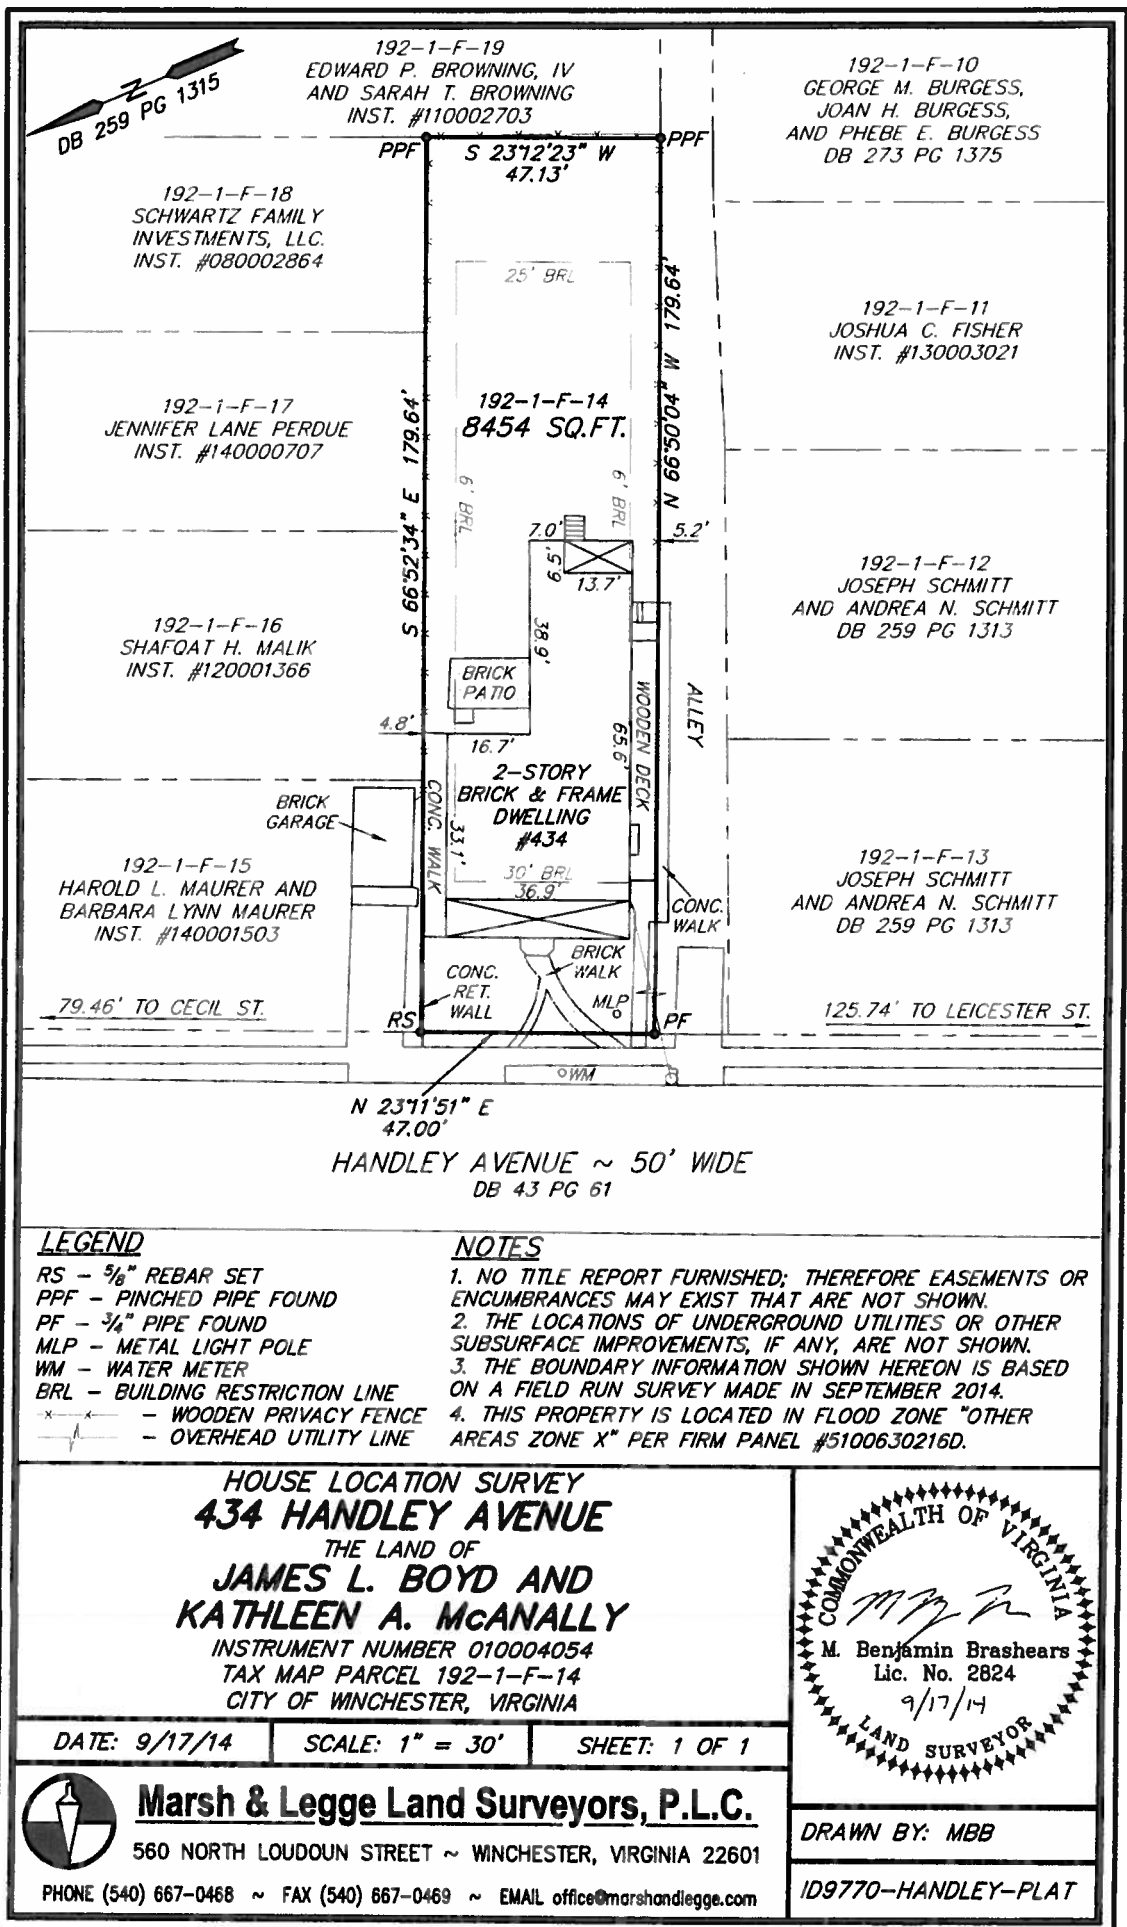 N
DB 259 PG 1315
192-1-F-19
EDWARD P. BROWNING, IV
AND SARAH T. BROWNING
INST. #110002703
192-1-F-10
GEORGE M. BURGESS,
JOAN H. BURGESS,
AND PHEBE E. BURGESS
DB 273 PG 1375
PPF
S 23°12'23" W
47.13'
PPF
192-1-F-18
SCHWARTZ FAMILY
INVESTMENTS, LLC.
INST. #080002864
25' BRL
N 66°50'04" W 179.64'
192-1-F-11
JOSHUA C. FISHER
INST. #130003021
192-1-F-17
JENNIFER LANE PERDUE
INST. #140000707
S 66°52'34" E 179.64'
192-1-F-14
8454 SQ.FT.
6' BRL
6' BRL
7.0'
6.5'
13.7'
5.2'
192-1-F-12
JOSEPH SCHMITT
AND ANDREA N. SCHMITT
DB 259 PG 1313
192-1-F-16
SHAFQAT H. MALIK
INST. #120001366
38.9'
BRICK
PATIO
WOODEN DECK
ALLEY
4.8'
16.7'
65.6'
2-STORY
BRICK & FRAME
DWELLING
#434
33.1'
CONC. WALK
BRICK
GARAGE
30' BRL
36.9'
192-1-F-15
HAROLD L. MAURER AND
BARBARA LYNN MAURER
INST. #140001503
192-1-F-13
JOSEPH SCHMITT
AND ANDREA N. SCHMITT
DB 259 PG 1313
CONC.
WALK
BRICK
WALK
CONC.
RET.
WALL
MLP
79.46' TO CECIL ST.
RS
PF
125.74' TO LEICESTER ST.
WM
N 23°11'51" E
47.00'
HANDLEY AVENUE ~ 50' WIDE
DB 43 PG 61
LEGEND
RS - 5/8" REBAR SET
PPF - PINCHED PIPE FOUND
PF - 3/4" PIPE FOUND
MLP - METAL LIGHT POLE
WM - WATER METER
BRL - BUILDING RESTRICTION LINE
- WOODEN PRIVACY FENCE
- OVERHEAD UTILITY LINE
NOTES
1. NO TITLE REPORT FURNISHED; THEREFORE EASEMENTS OR
ENCUMBRANCES MAY EXIST THAT ARE NOT SHOWN.
2. THE LOCATIONS OF UNDERGROUND UTILITIES OR OTHER
SUBSURFACE IMPROVEMENTS, IF ANY, ARE NOT SHOWN.
3. THE BOUNDARY INFORMATION SHOWN HEREON IS BASED
ON A FIELD RUN SURVEY MADE IN SEPTEMBER 2014.
4. THIS PROPERTY IS LOCATED IN FLOOD ZONE "OTHER
AREAS ZONE X" PER FIRM PANEL #5100630216D.
HOUSE LOCATION SURVEY
434 HANDLEY AVENUE
THE LAND OF
JAMES L. BOYD AND
KATHLEEN A. McANALLY
INSTRUMENT NUMBER 010004054
TAX MAP PARCEL 192-1-F-14
CITY OF WINCHESTER, VIRGINIA
COMMONWEALTH OF VIRGINIA
M. Benjamin Brashears
Lic. No. 2824
9/17/14
LAND SURVEYOR
DATE: 9/17/14
SCALE: 1" = 30'
SHEET: 1 OF 1
Marsh & Legge Land Surveyors, P.L.C.
560 NORTH LOUDOUN STREET ~ WINCHESTER, VIRGINIA 22601
PHONE (540) 667-0468 ~ FAX (540) 667-0469 ~ EMAIL office@marshandlegge.com
DRAWN BY: MBB
ID9770-HANDLEY-PLAT